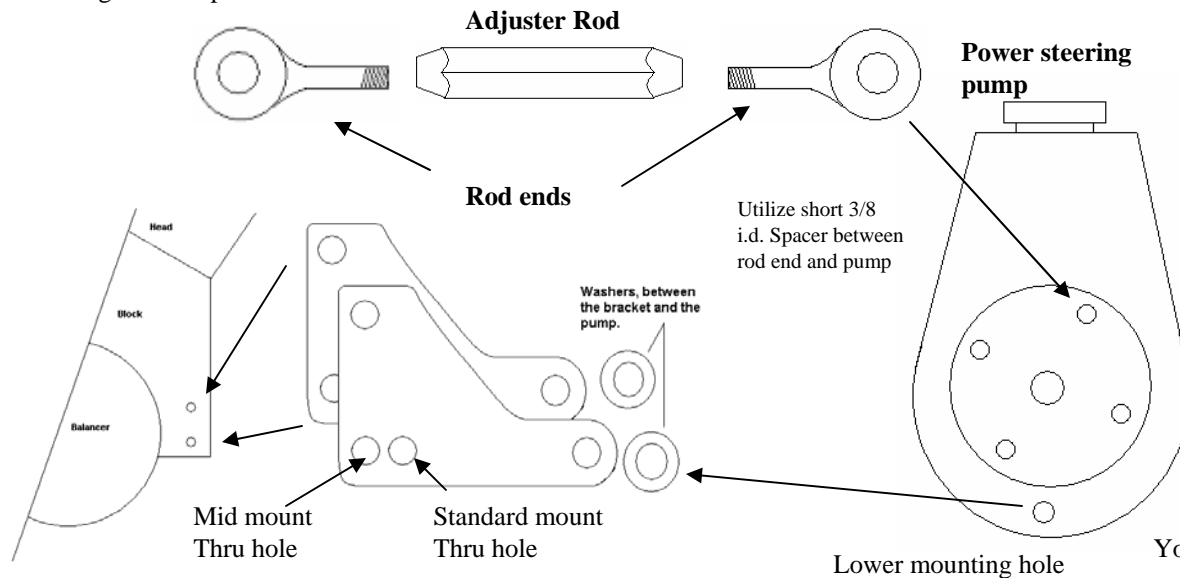 Adjuster Rod
Power steering
pump
Rod ends
Utilize short 3/8
i.d. Spacer between
rod end and pump
Head
Block
Balancer
Washers, between
the bracket and the
pump.
Mid mount
Thru hole
Standard mount
Thru hole
Lower mounting hole